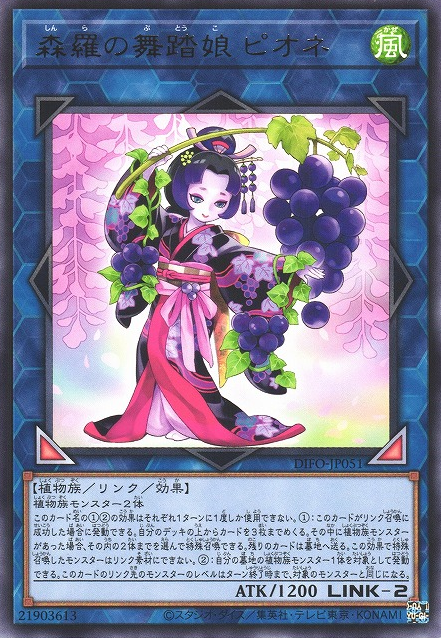 森羅の舞踏娘 ピオネ
風
DIFO-JP051
【植物族／リンク／効果】
植物族モンスター2体
このカード名の①②の効果はそれぞれ1ターンに1度しか使用できない。①：このカードがリンク召喚に
成功した場合に発動できる。自分のデッキの上からカードを3枚までめくる。その中に植物族モンスター
があった場合、その内の2体までを選んで特殊召喚できる。残りのカードは墓地へ送る。この効果で特殊
召喚したモンスターはリンク素材にできない。②：自分の墓地の植物族モンスター1体を対象として発動
できる。このカードのリンク先のモンスターのレベルはターン終了時まで、対象のモンスターと同じになる。
ATK/1200 LINK-2
21903613
©スタジオ・ダイス／集英社・テレビ東京・KONAMI